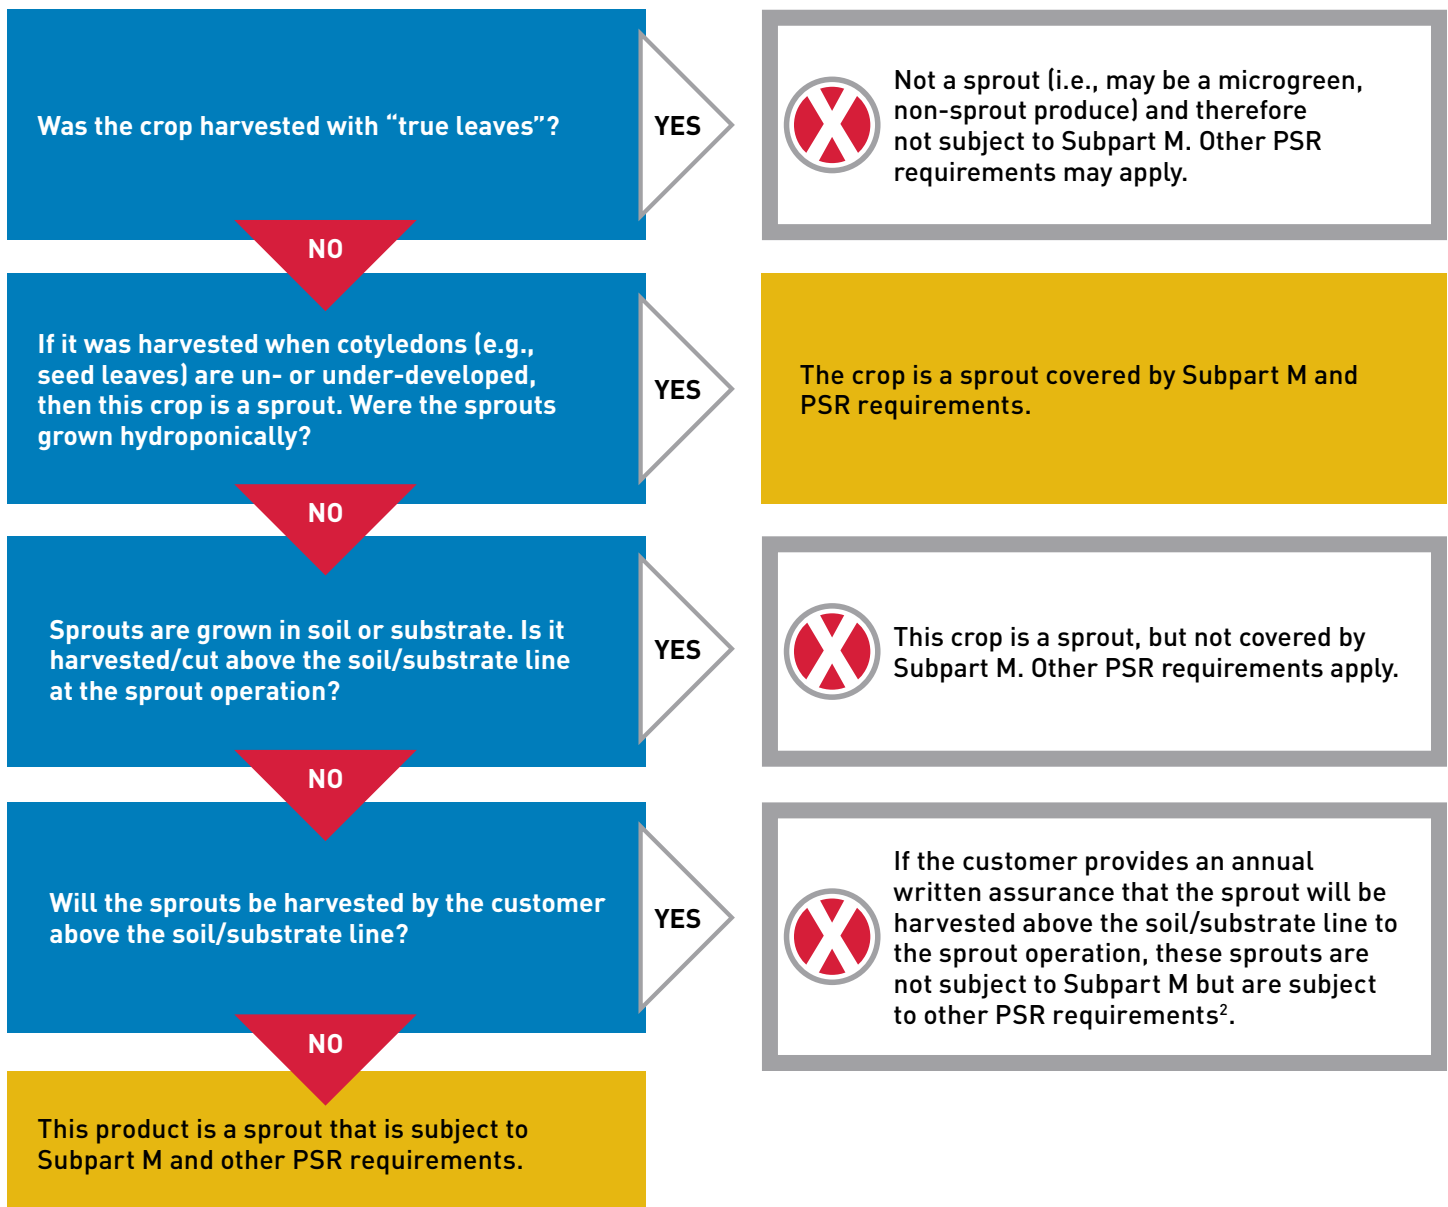 Was the crop harvested with “true leaves”?
YES
Not a sprout (i.e., may be a microgreen,
non-sprout produce) and therefore
not subject to Subpart M. Other PSR
requirements may apply.
NO
If it was harvested when cotyledons (e.g.,
seed leaves) are un- or under-developed,
then this crop is a sprout. Were the sprouts
grown hydroponically?
YES
The crop is a sprout covered by Subpart M and
PSR requirements.
NO
Sprouts are grown in soil or substrate. Is it
harvested/cut above the soil/substrate line
at the sprout operation?
YES
This crop is a sprout, but not covered by
Subpart M. Other PSR requirements apply.
NO
Will the sprouts be harvested by the customer
above the soil/substrate line?
YES
If the customer provides an annual
written assurance that the sprout will be
harvested above the soil/substrate line to
the sprout operation, these sprouts are
not subject to Subpart M but are subject
to other PSR requirements².
NO
This product is a sprout that is subject to
Subpart M and other PSR requirements.